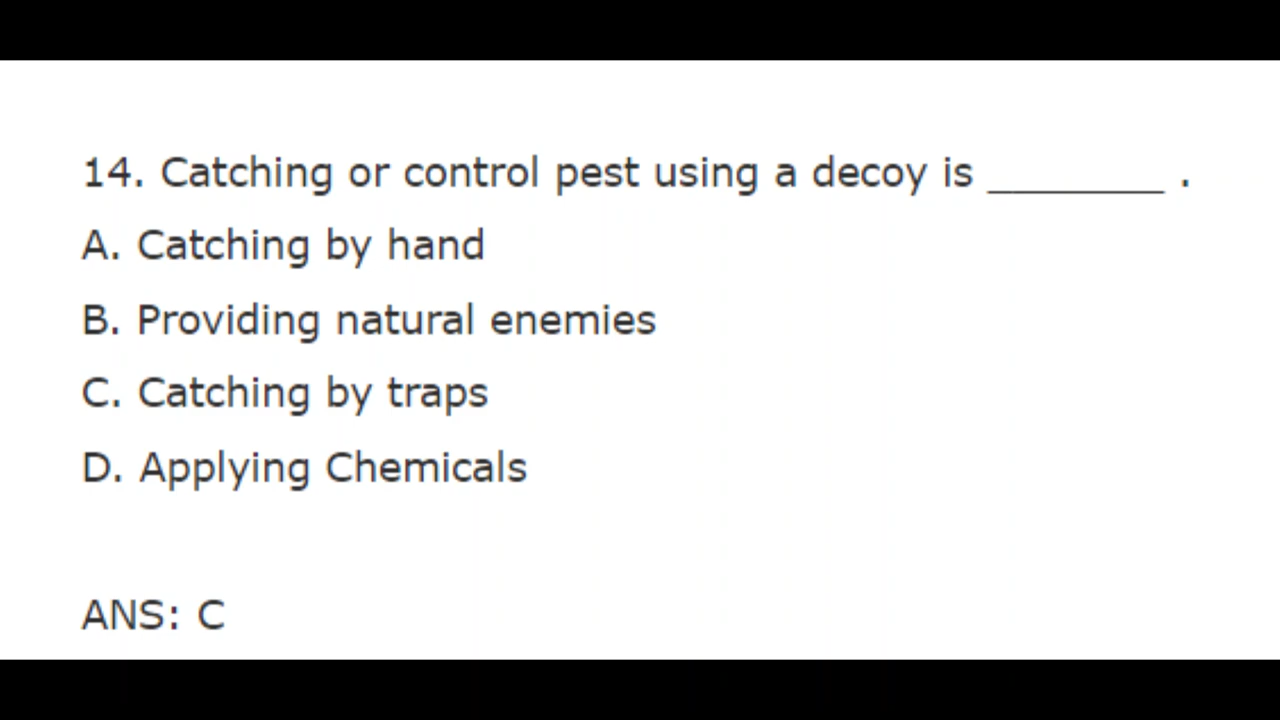 14. Catching or control pest using a decoy is ________ .
A. Catching by hand
B. Providing natural enemies
C. Catching by traps
D. Applying Chemicals
ANS: C